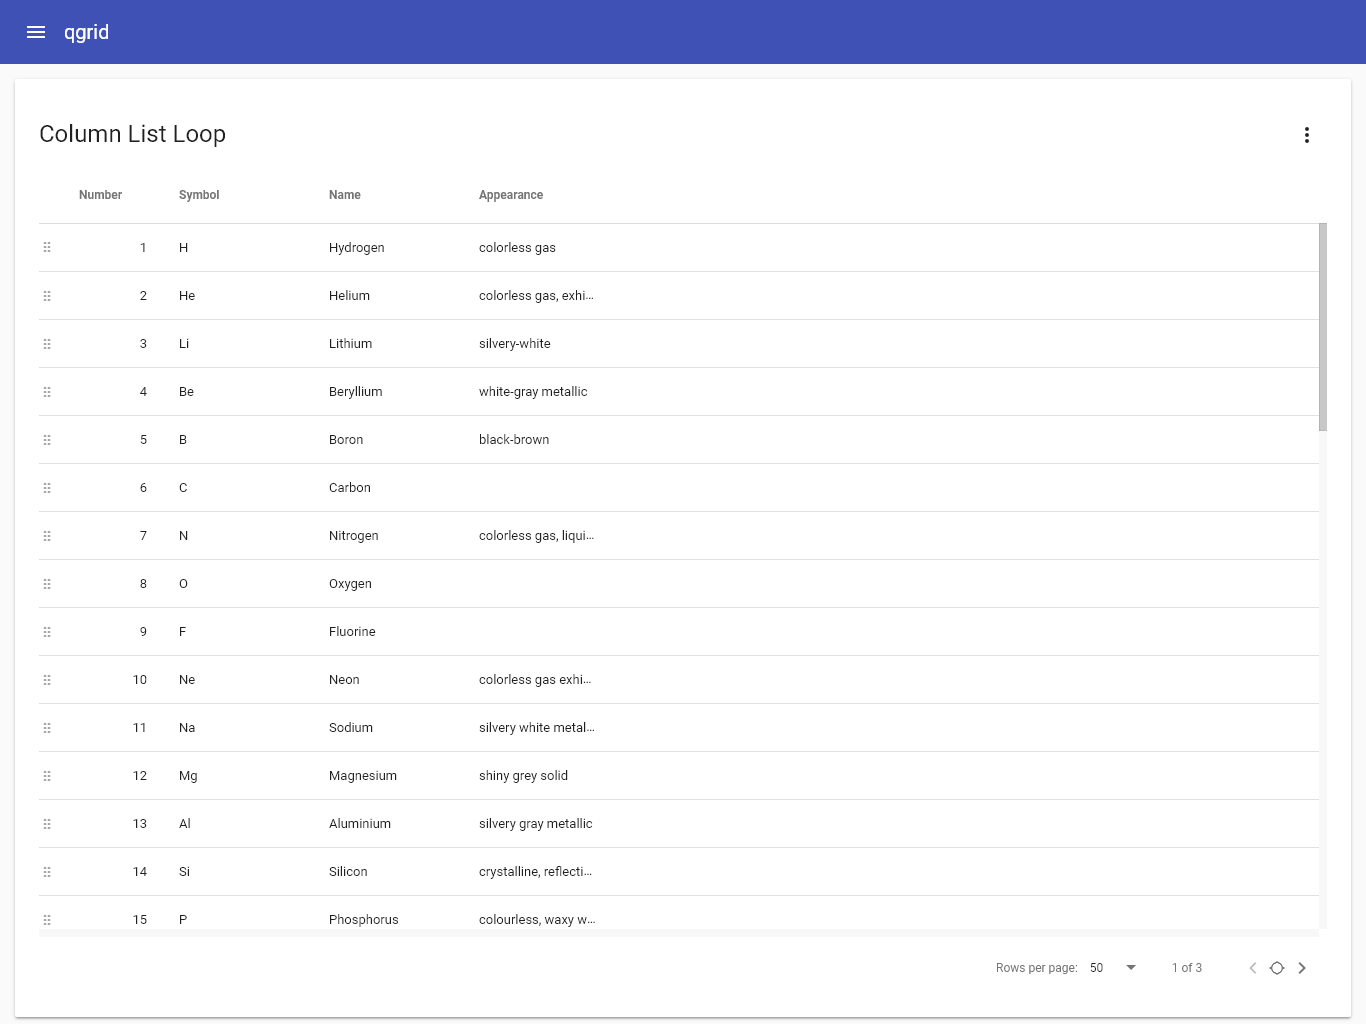 qgrid
Column List Loop
Number Symbol Name Appearance
1 H Hydrogen colorless gas
2 He Helium colorless gas, exhi...
3 Li Lithium silvery-white
4 Be Beryllium white-gray metallic
5 B Boron black-brown
6 C Carbon
7 N Nitrogen colorless gas, liqui...
8 O Oxygen
9 F Fluorine
10 Ne Neon colorless gas exhi...
11 Na Sodium silvery white metal...
12 Mg Magnesium shiny grey solid
13 Al Aluminium silvery gray metallic
14 Si Silicon crystalline, reflecti...
15 P Phosphorus colourless, waxy w...
Rows per page: 50 1 of 3